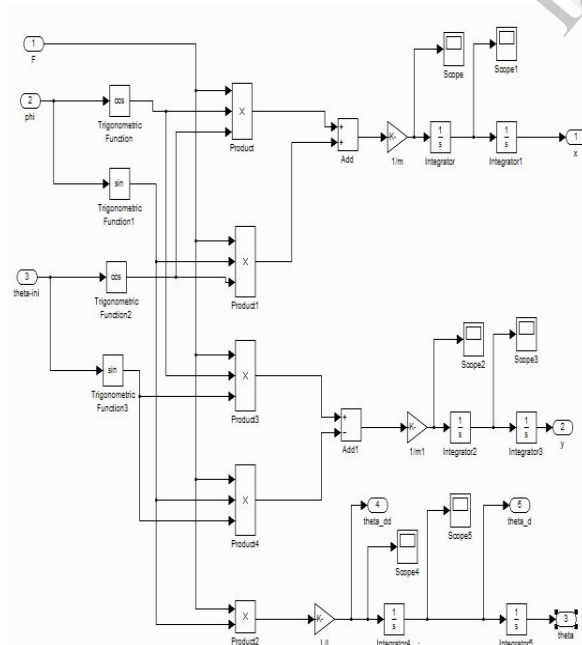 1
F
2
phi
cos
Trigonometric
Function
sin
Trigonometric
Function1
3
theta-ini
cos
Trigonometric
Function2
sin
Trigonometric
Function3
X
Product
X
Product1
X
Product3
X
Product4
X
Product2
+
+
Add
K-
1/m
Scope
Scope1
1
s
Integrator
1
s
Integrator1
1
x
+
−
Add1
K-
1/m1
Scope2
Scope3
1
s
Integrator2
1
s
Integrator3
2
y
4
theta_dd
Scope4
Scope5
5
theta_d
K-
1
s
Integrator4
1
s
Integrator5
3
theta